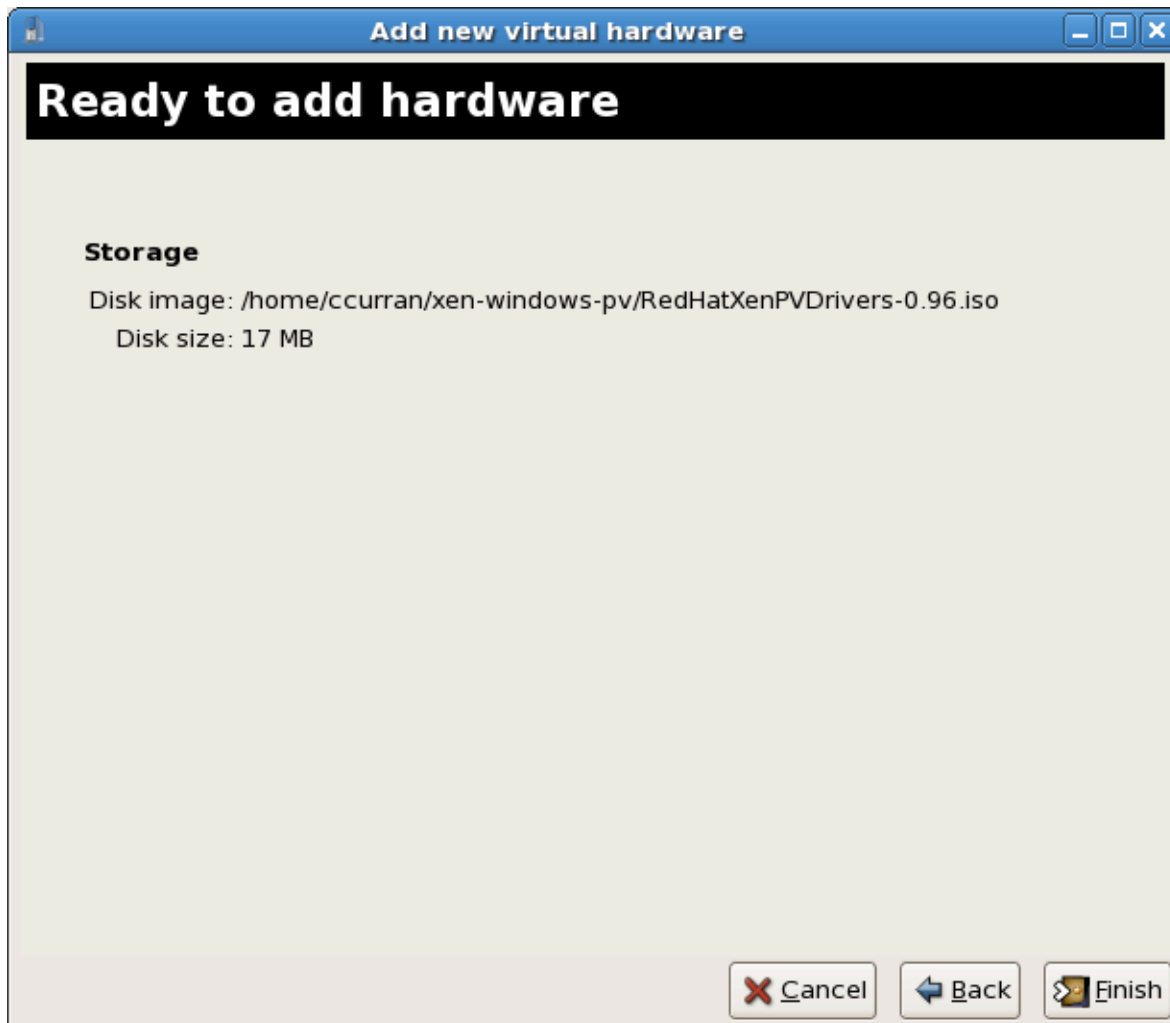 Add new virtual hardware
Ready to add hardware
Storage
Disk image: /home/ccurran/xen-windows-pv/RedHatXenPVDrivers-0.96.iso
Disk size: 17 MB
Cancel Back Finish